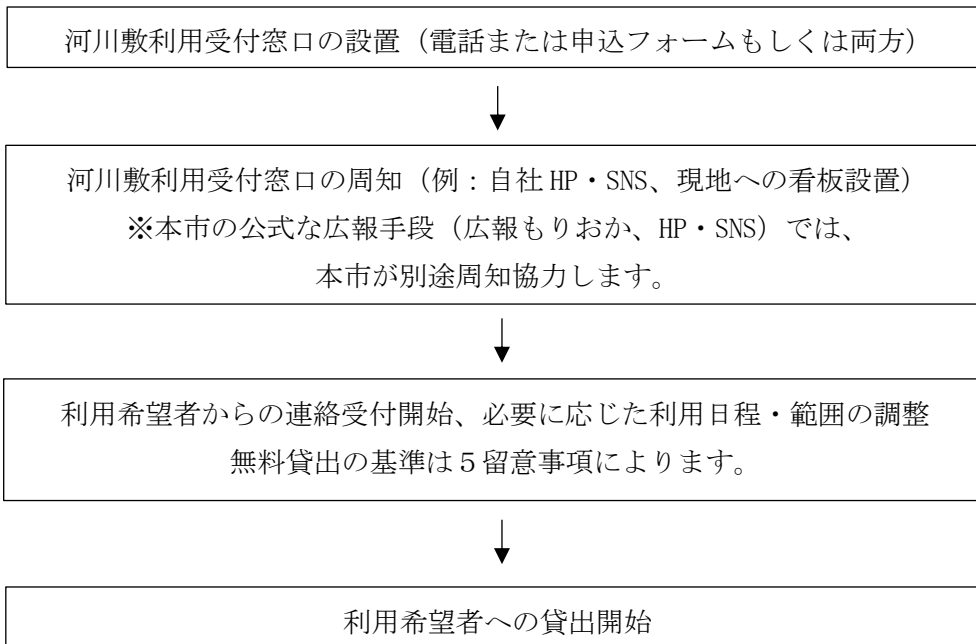 河川敷利用受付窓口の設置（電話または申込フォームもしくは両方）
河川敷利用受付窓口の周知（例：自社 HP・SNS、現地への看板設置）
※本市の公式な広報手段（広報もりおか、HP・SNS）では、
本市が別途周知協力します。
利用希望者からの連絡受付開始、必要に応じた利用日程・範囲の調整
無料貸出の基準は５留意事項によります。
利用希望者への貸出開始